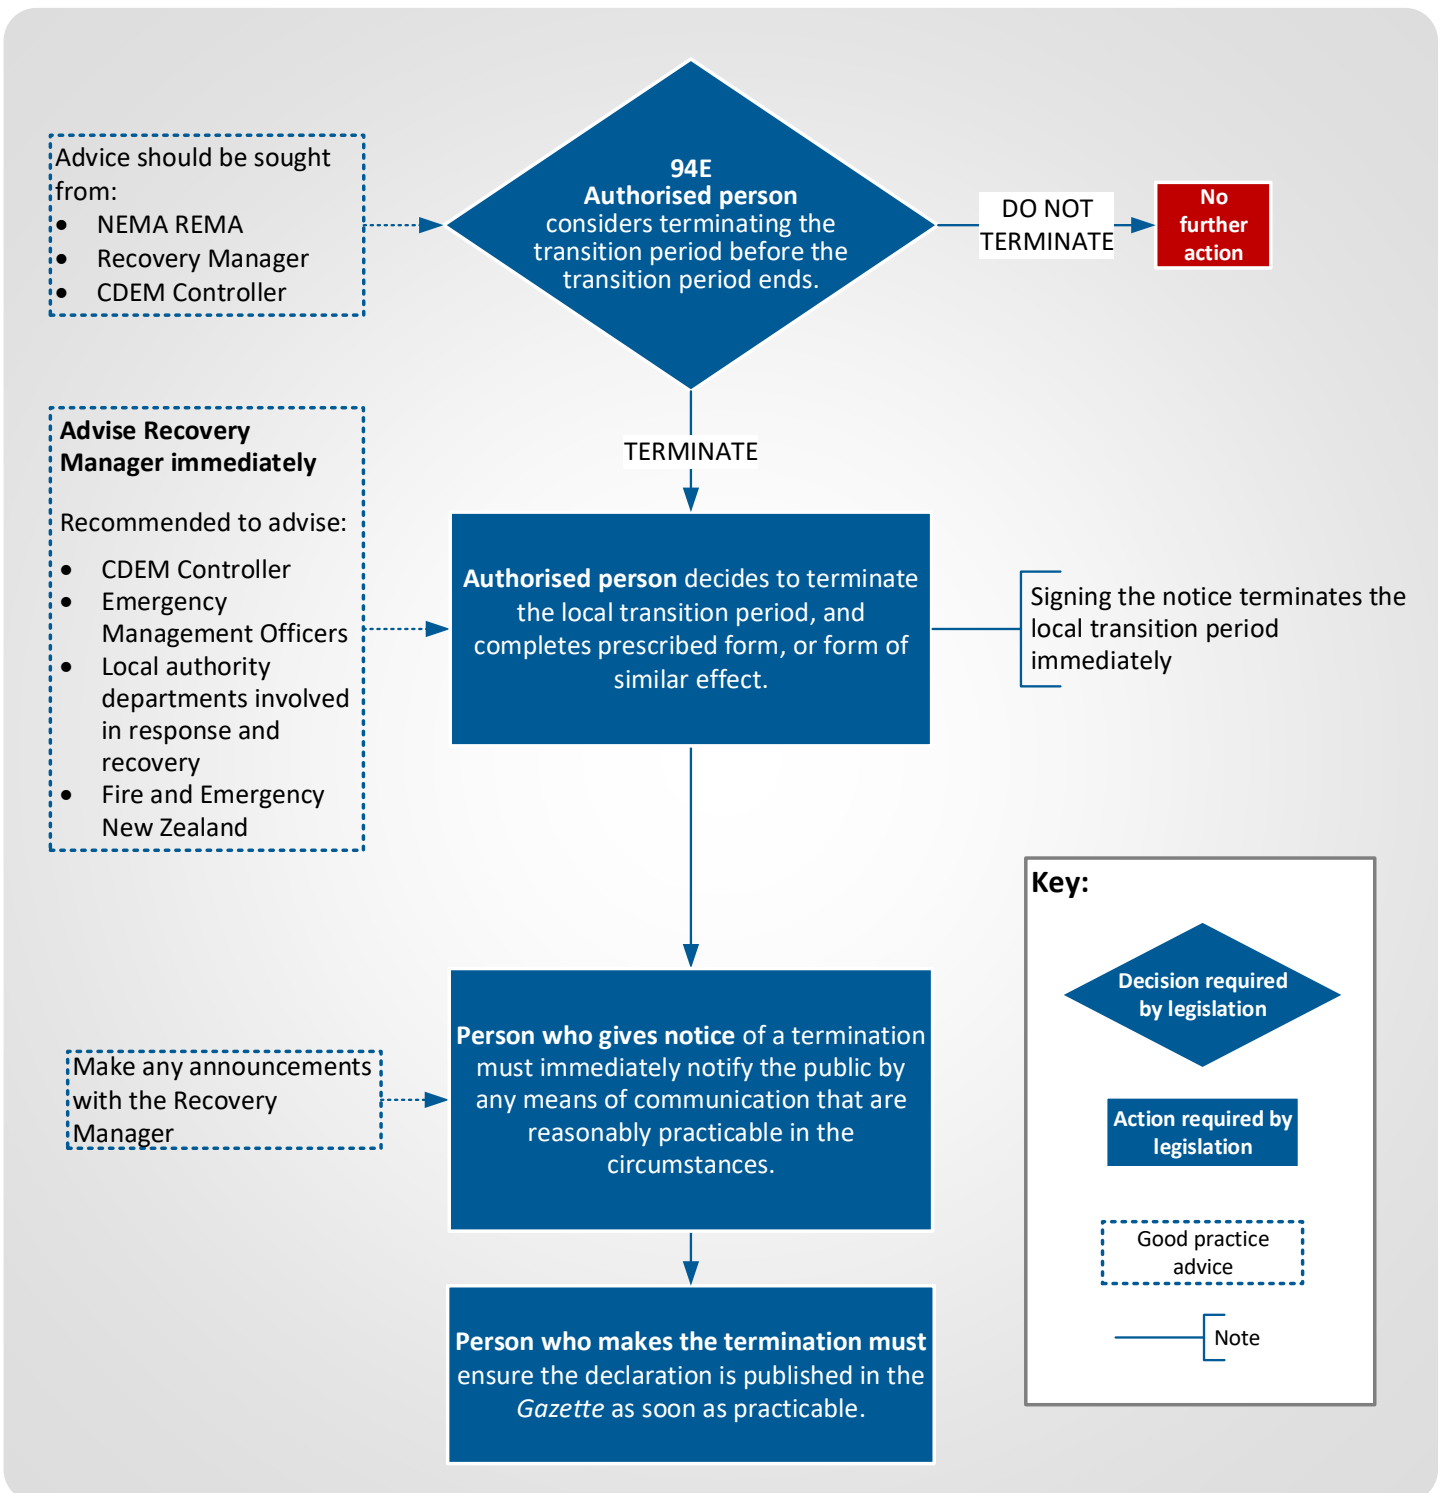 Advice should be sought
from:
• NEMA REMA
• Recovery Manager
• CDEM Controller
94E
Authorised person
considers terminating the
transition period before the
transition period ends.
DO NOT
TERMINATE
No
further
action
TERMINATE
Advise Recovery
Manager immediately
Recommended to advise:
• CDEM Controller
• Emergency
Management Officers
• Local authority
departments involved
in response and
recovery
• Fire and Emergency
New Zealand
Authorised person decides to terminate
the local transition period, and
completes prescribed form, or form of
similar effect.
Signing the notice terminates the
local transition period
immediately
Make any announcements
with the Recovery
Manager
Person who gives notice of a termination
must immediately notify the public by
any means of communication that are
reasonably practicable in the
circumstances.
Person who makes the termination must
ensure the declaration is published in the
Gazette as soon as practicable.
Key:
Decision required
by legislation
Action required by
legislation
Good practice
advice
Note